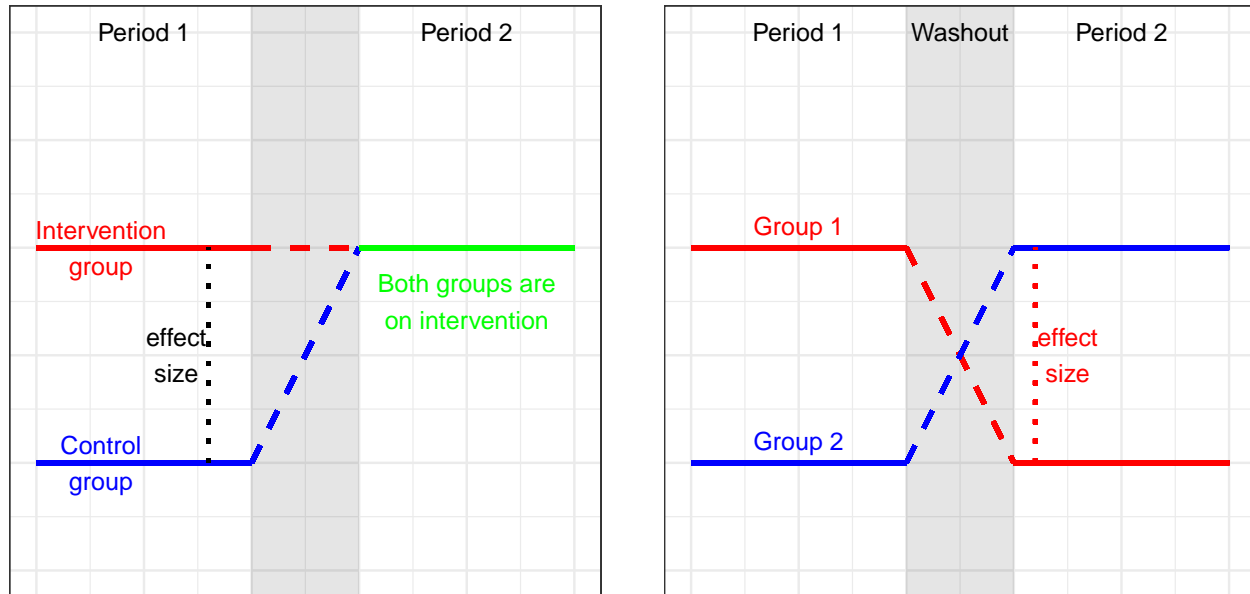 Period 1
Period 2
Intervention
group
Both groups are
on intervention
effect
size
Control
group
Period 1
Washout
Period 2
Group 1
effect
size
Group 2